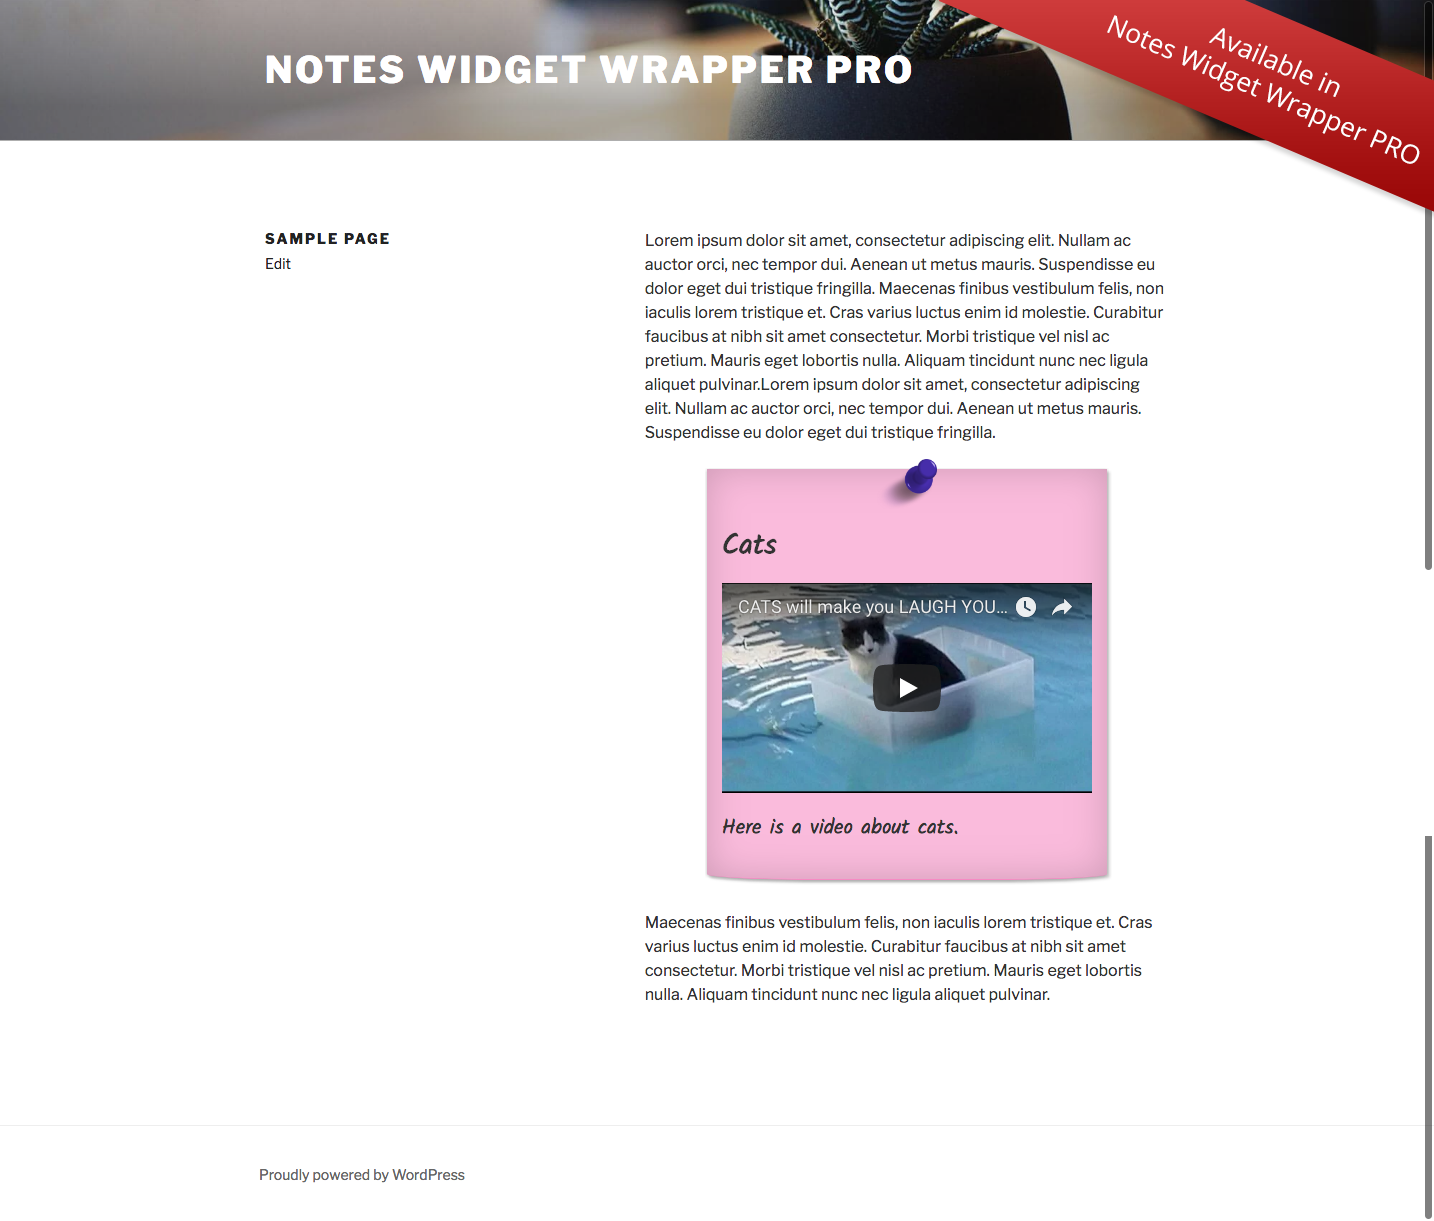 NOTES WIDGET WRAPPER PRO
Available in
Notes Widget Wrapper PRO
SAMPLE PAGE
Edit
Lorem ipsum dolor sit amet, consectetur adipiscing elit. Nullam ac
auctor orci, nec tempor dui. Aenean ut metus mauris. Suspendisse eu
dolor eget dui tristique fringilla. Maecenas finibus vestibulum felis, non
iaculis lorem tristique et. Cras varius luctus enim id molestie. Curabitur
faucibus at nibh sit amet consectetur. Morbi tristique vel nisl ac
pretium. Mauris eget lobortis nulla. Aliquam tincidunt nunc nec ligula
aliquet pulvinar.Lorem ipsum dolor sit amet, consectetur adipiscing
elit. Nullam ac auctor orci, nec tempor dui. Aenean ut metus mauris.
Suspendisse eu dolor eget dui tristique fringilla.
Cats
CATS will make you LAUGH YOU...
Here is a video about cats.
Maecenas finibus vestibulum felis, non iaculis lorem tristique et. Cras
varius luctus enim id molestie. Curabitur faucibus at nibh sit amet
consectetur. Morbi tristique vel nisl ac pretium. Mauris eget lobortis
nulla. Aliquam tincidunt nunc nec ligula aliquet pulvinar.
Proudly powered by WordPress